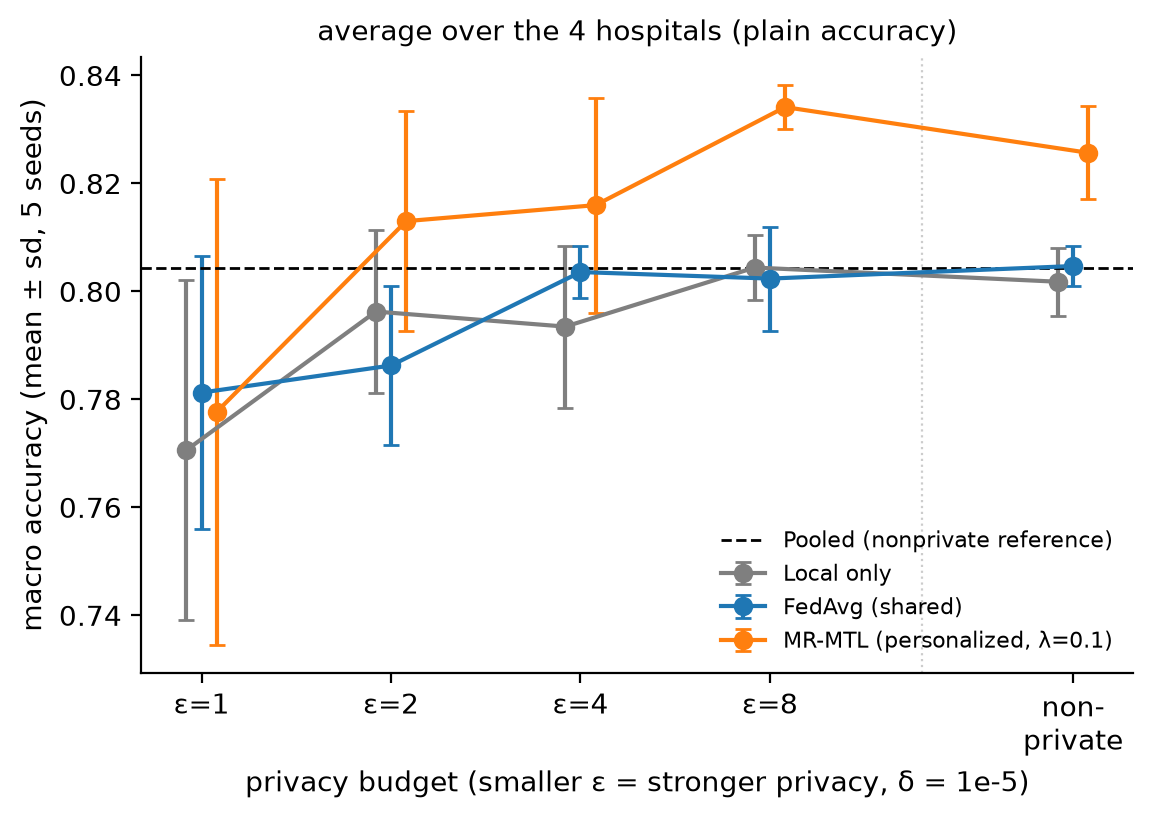 average over the 4 hospitals (plain accuracy)
macro accuracy (mean ± sd, 5 seeds)
0.84
0.82
0.80
0.78
0.76
0.74
Pooled (nonprivate reference)
Local only
FedAvg (shared)
MR-MTL (personalized, λ=0.1)
ε=1
ε=2
ε=4
ε=8
non-
private
privacy budget (smaller ε = stronger privacy, δ = 1e-5)